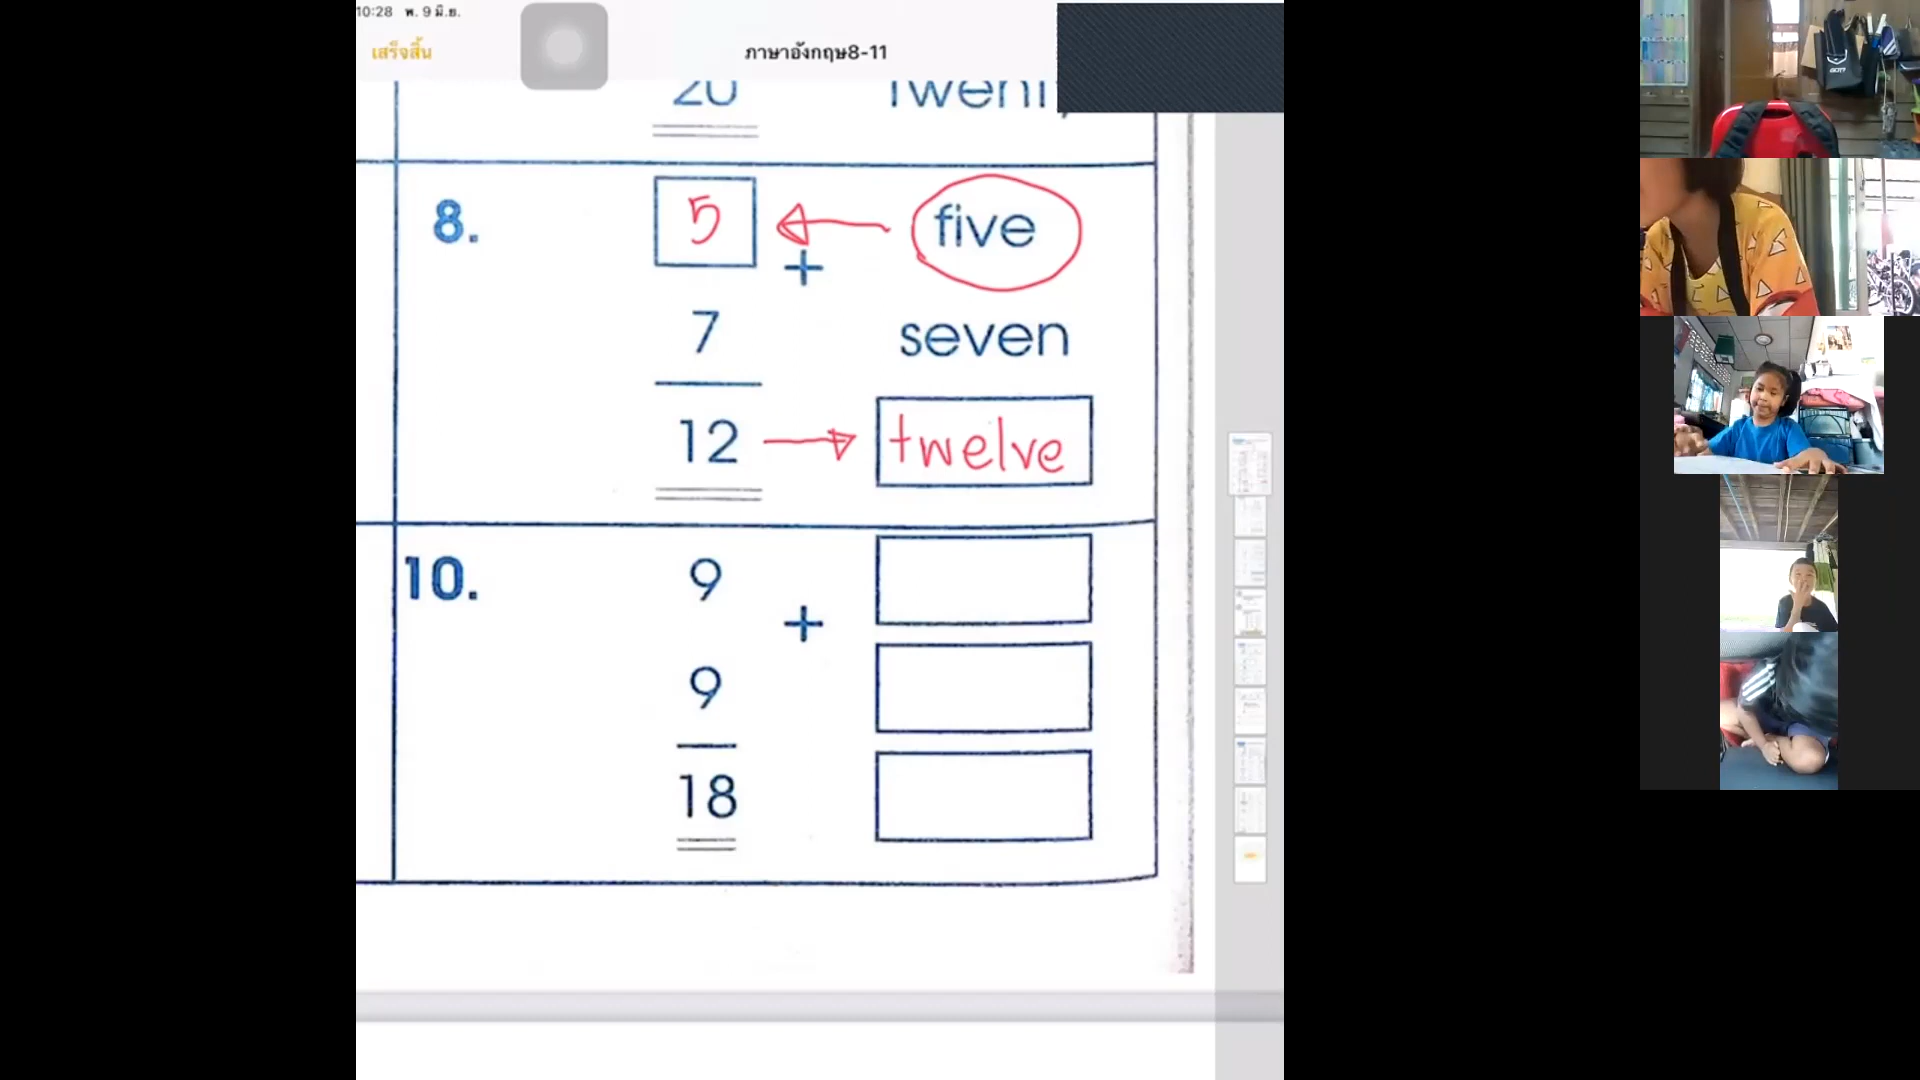 10:28 พ. 9 มิ.ย.
เสร็จสิ้น
ภาษาอังกฤษ8-11
20
8.
5
five
+
7
seven
12
twelve
10.
9
+
9
18